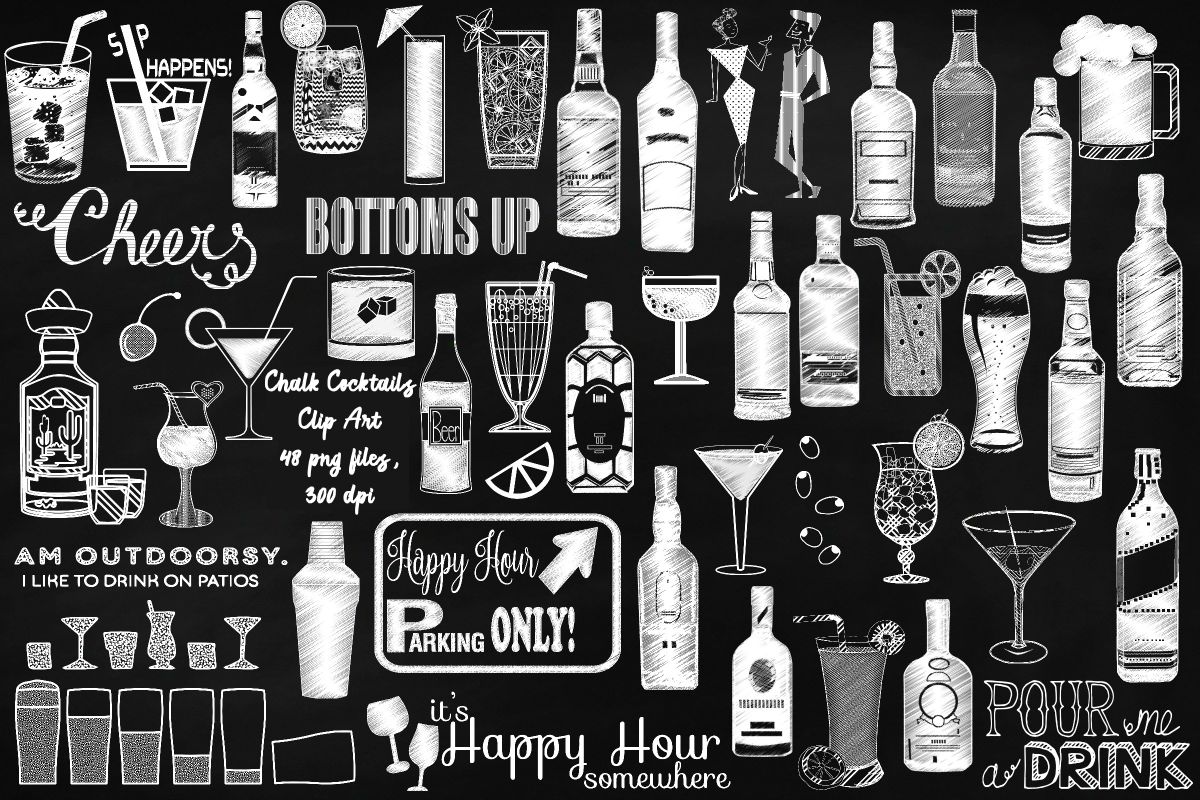 SIP
HAPPENS!
Cheers
BOTTOMS UP
Chalk Cocktails
Clip Art
48 png files,
300 dpi
Beer
AM OUTDOORSY.
I LIKE TO DRINK ON PATIOS
Happy Hour
PARKING ONLY!
it's
Happy Hour
somewhere
POUR me
a DRINK